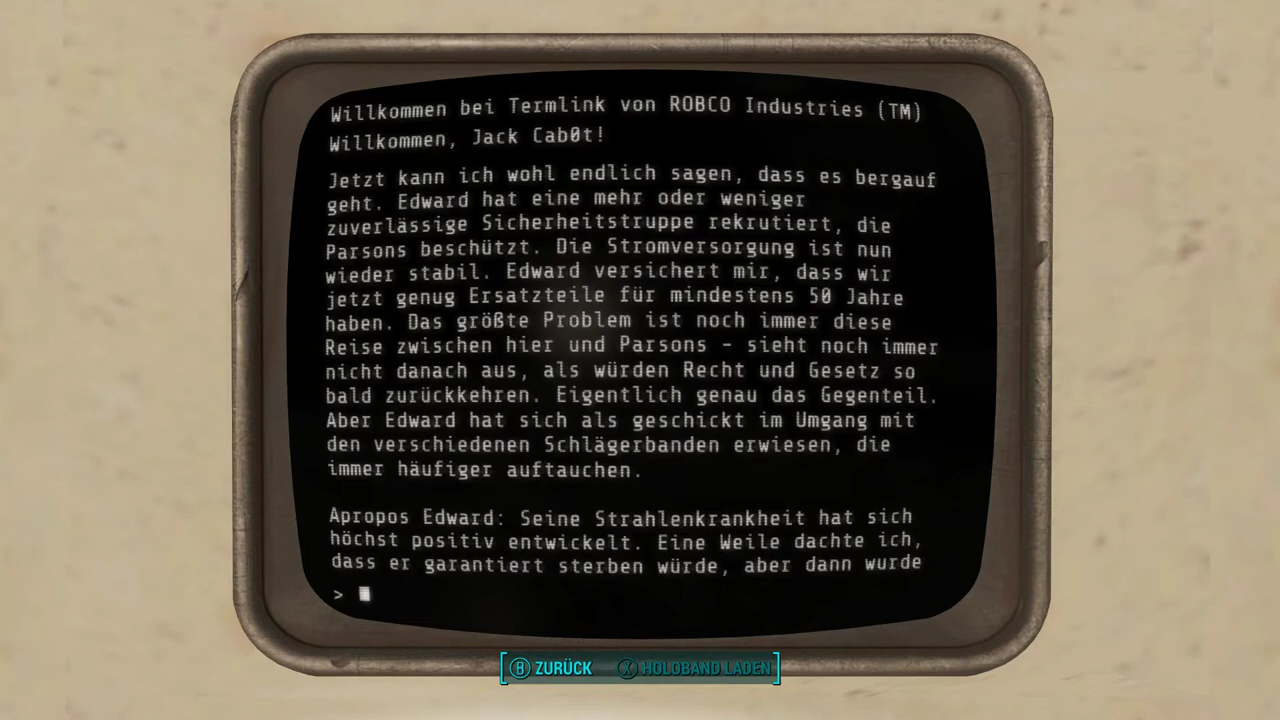 Willkommen bei Termlink von ROBCO Industries (TM)
Willkommen, Jack Cab0t!
Jetzt kann ich wohl endlich sagen, dass es bergauf
geht. Edward hat eine mehr oder weniger
zuverlässige Sicherheitstruppe rekrutiert, die
Parsons beschützt. Die Stromversorgung ist nun
wieder stabil. Edward versichert mir, dass wir
jetzt genug Ersatzteile für mindestens 50 Jahre
haben. Das größte Problem ist noch immer diese
Reise zwischen hier und Parsons - sieht noch immer
nicht danach aus, als würden Recht und Gesetz so
bald zurückkehren. Eigentlich genau das Gegenteil.
Aber Edward hat sich als geschickt im Umgang mit
den verschiedenen Schlägerbanden erwiesen, die
immer häufiger auftauchen.
Apropos Edward: Seine Strahlenkrankheit hat sich
höchst positiv entwickelt. Eine Weile dachte ich,
dass er garantiert sterben würde, aber dann wurde
>
B ZURÜCK X HOLOBAND LADEN